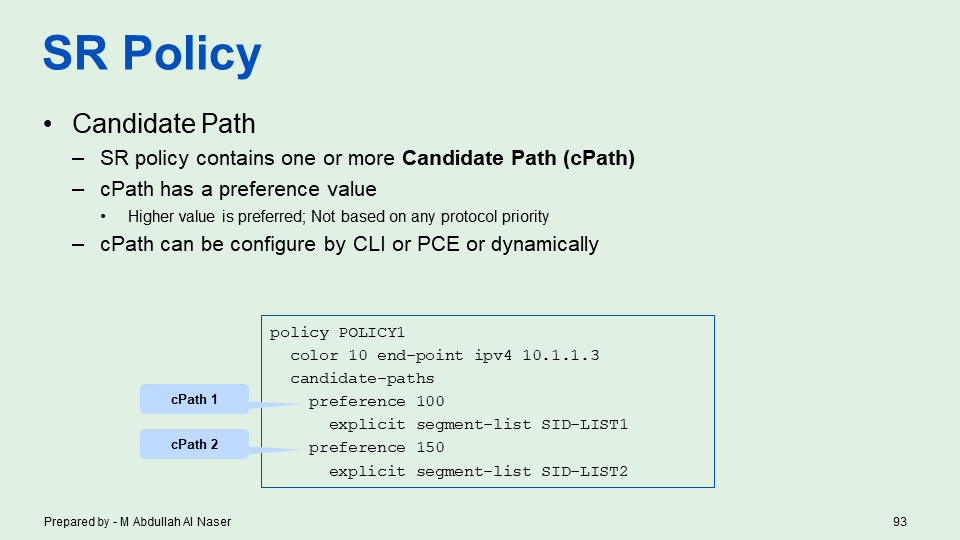 SR Policy
• Candidate Path
– SR policy contains one or more Candidate Path (cPath)
– cPath has a preference value
• Higher value is preferred; Not based on any protocol priority
– cPath can be configure by CLI or PCE or dynamically
policy POLICY1
color 10 end-point ipv4 10.1.1.3
candidate-paths
cPath 1
preference 100
explicit segment-list SID-LIST1
cPath 2
preference 150
explicit segment-list SID-LIST2
Prepared by - M Abdullah Al Naser
93